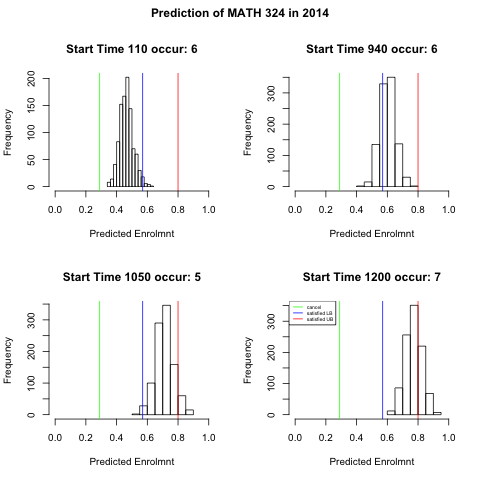 Prediction of MATH 324 in 2014
Start Time 110 occur: 6
Frequency
0 50 100 150 200
0.0 0.2 0.4 0.6 0.8 1.0
Predicted Enrolmnt
Start Time 940 occur: 6
Frequency
0 100 200 300
0.0 0.2 0.4 0.6 0.8 1.0
Predicted Enrolmnt
Start Time 1050 occur: 5
Frequency
0 100 200 300
0.0 0.2 0.4 0.6 0.8 1.0
Predicted Enrolmnt
Start Time 1200 occur: 7
cancel
satisfied LB
satisfied UB
Frequency
0 100 200 300
0.0 0.2 0.4 0.6 0.8 1.0
Predicted Enrolmnt